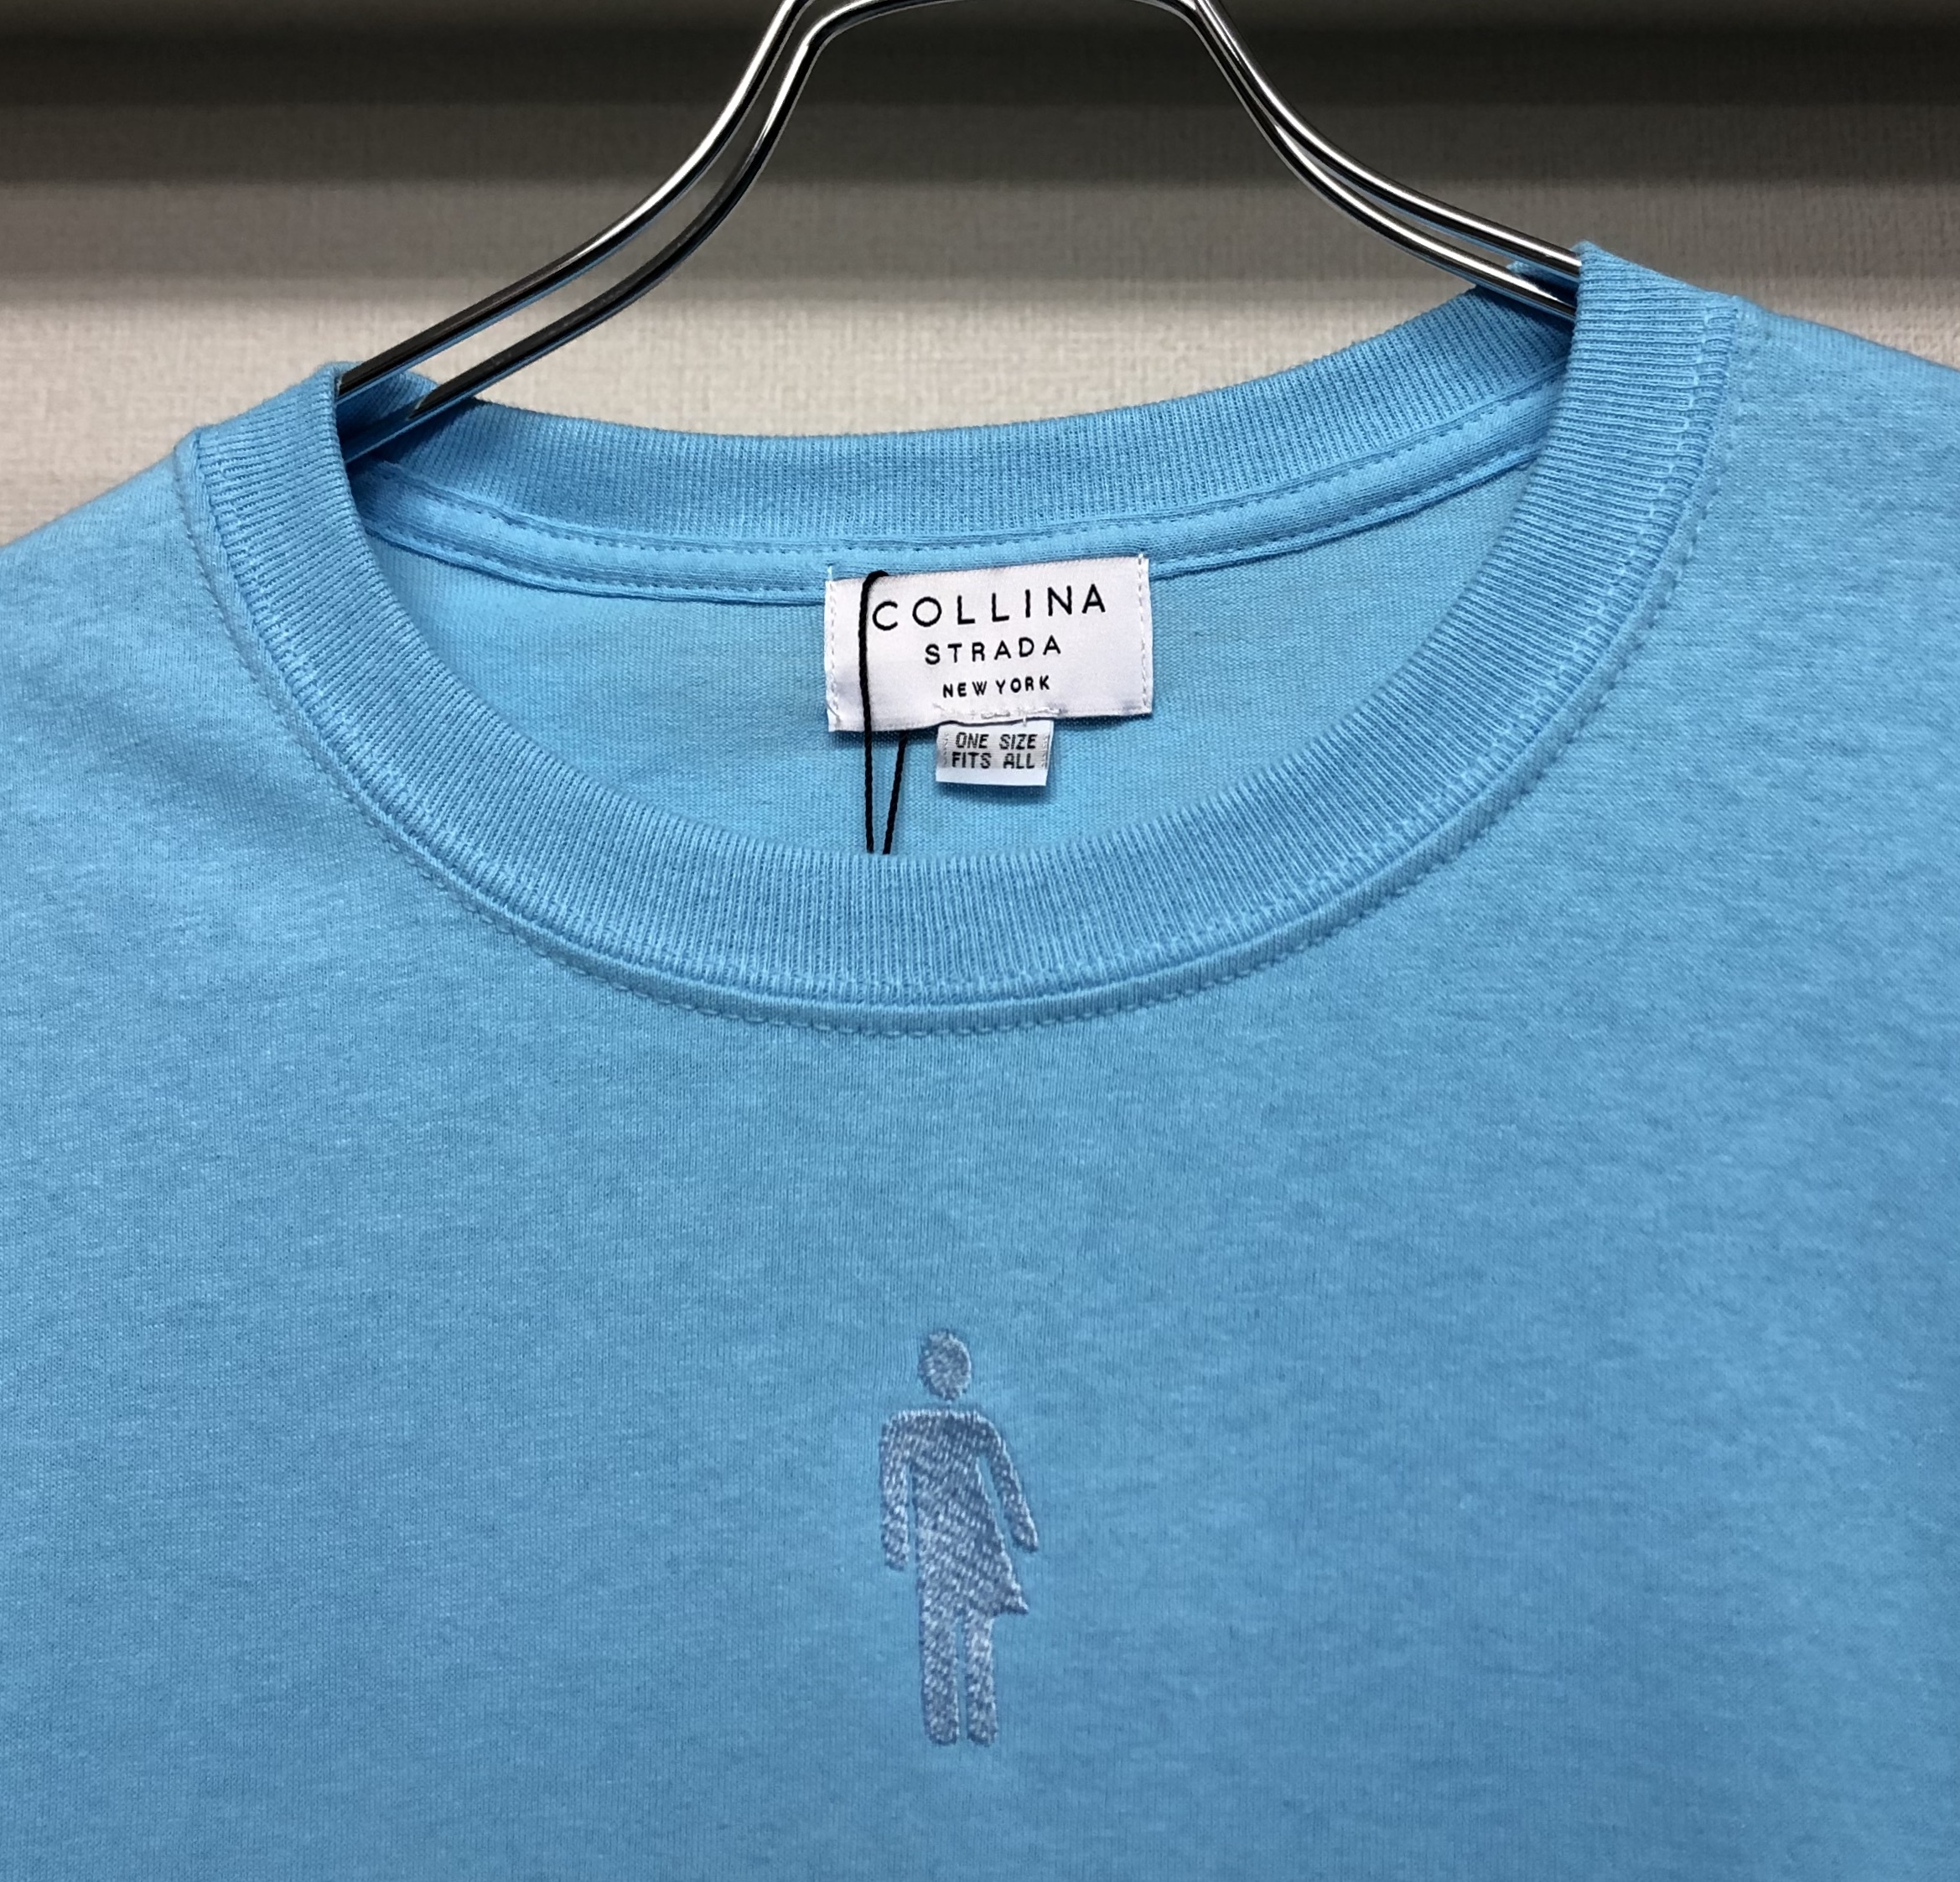 COLLINA
STRADA
NEW YORK
ONE SIZE
FITS ALL